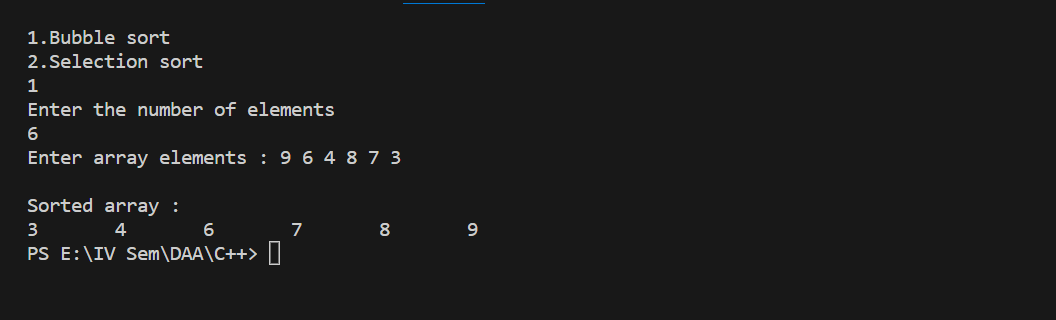 1.Bubble sort
2.Selection sort
1
Enter the number of elements
6
Enter array elements : 9 6 4 8 7 3
Sorted array :
3 4 6 7 8 9
PS E:\IV Sem\DAA\C++>